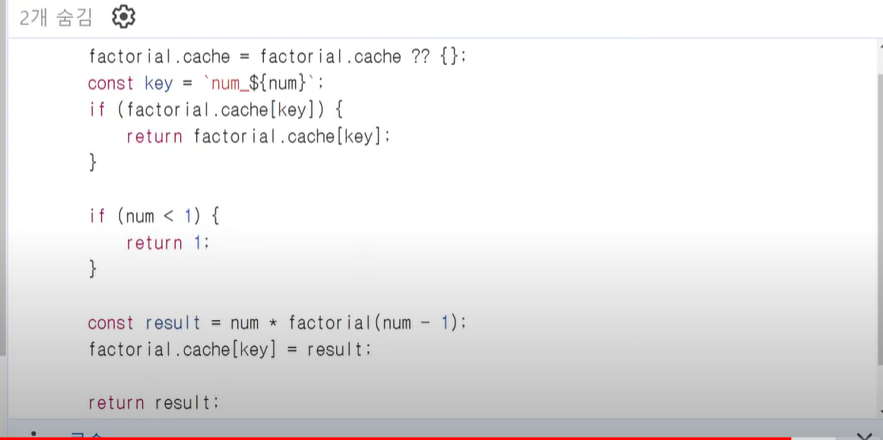 2개 숨김
factorial.cache = factorial.cache ?? {};
const key = `num_${num}`;
if (factorial.cache[key]) {
return factorial.cache[key];
}
if (num < 1) {
return 1;
}
const result = num * factorial(num - 1);
factorial.cache[key] = result;
return result;